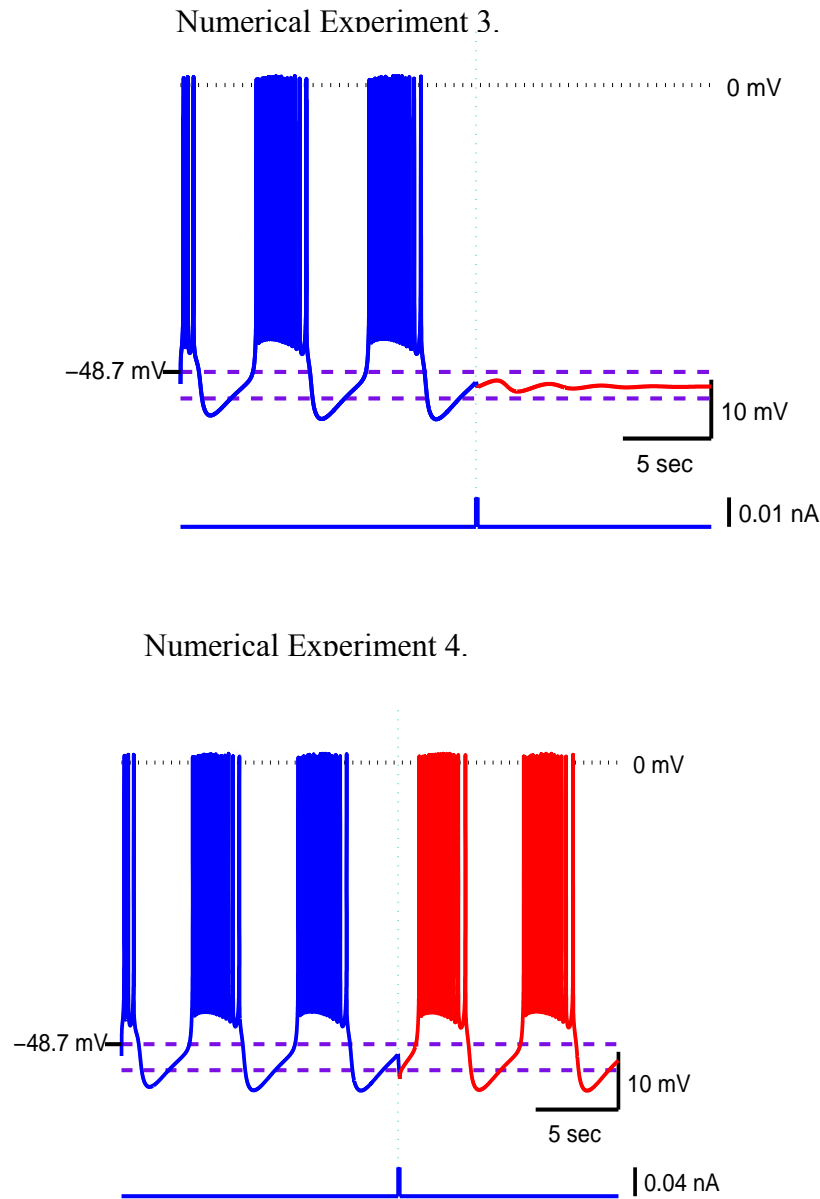 Numerical Experiment 3.
0 mV
−48.7 mV
10 mV
5 sec
0.01 nA
Numerical Experiment 4.
0 mV
−48.7 mV
10 mV
5 sec
0.04 nA